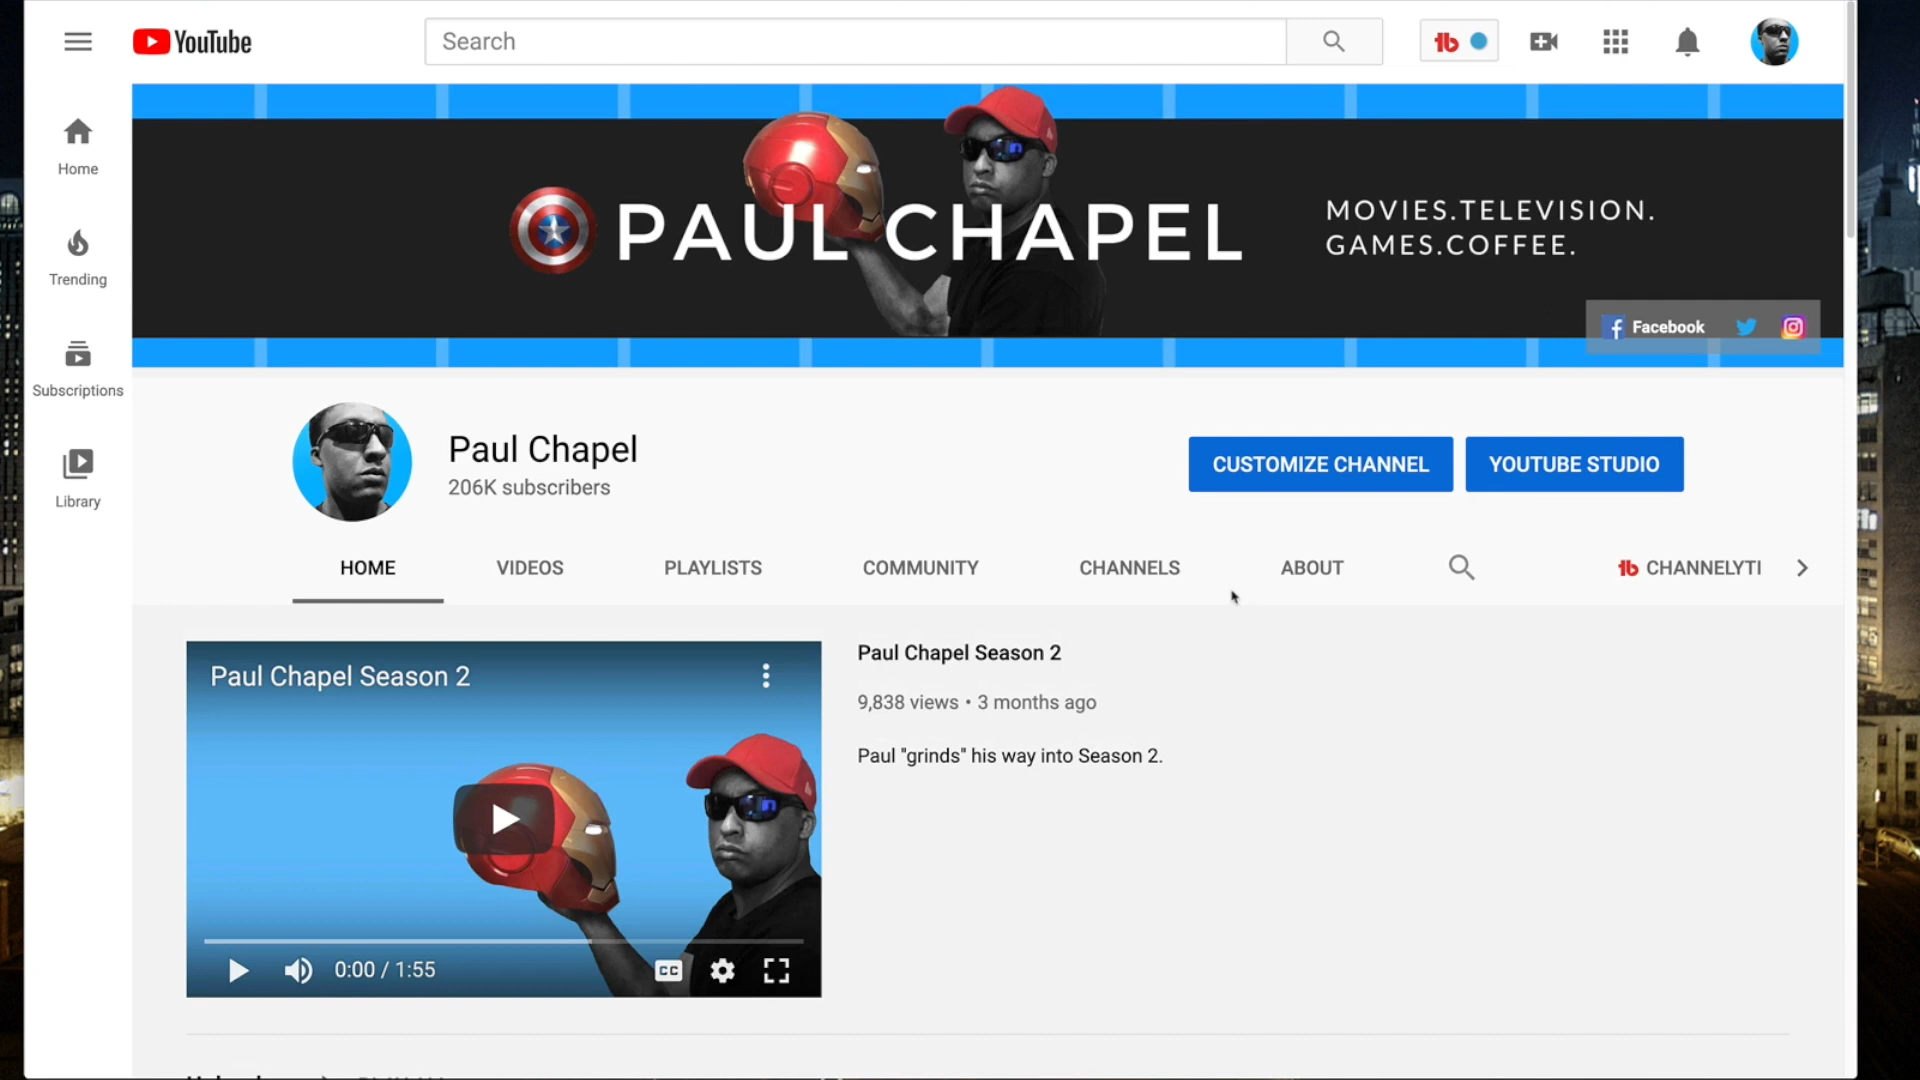 YouTube
Search
Home
Trending
Subscriptions
Library
PAUL CHAPEL
MOVIES.TELEVISION.
GAMES.COFFEE.
Facebook
Paul Chapel
206K subscribers
CUSTOMIZE CHANNEL
YOUTUBE STUDIO
HOME
VIDEOS
PLAYLISTS
COMMUNITY
CHANNELS
ABOUT
tb CHANNELYTI
Paul Chapel Season 2
0:00 / 1:55
CC
Paul Chapel Season 2
9,838 views • 3 months ago
Paul "grinds" his way into Season 2.